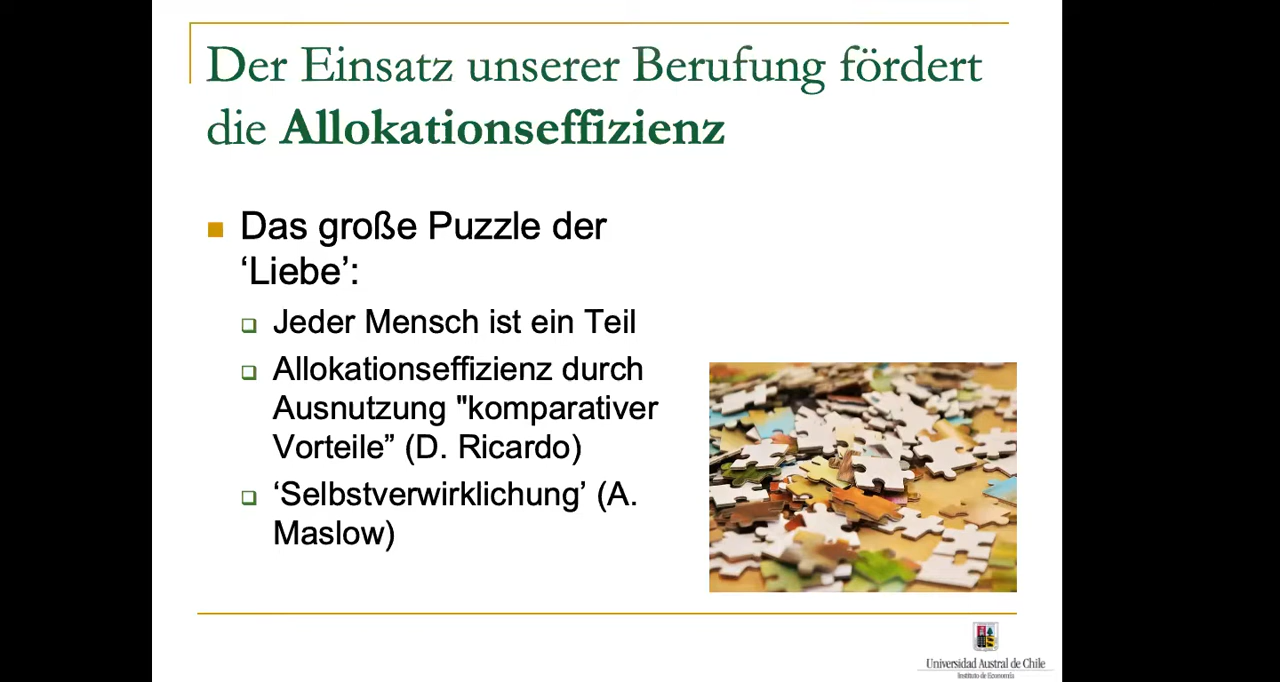 Der Einsatz unserer Berufung fördert
die Allokationseffizienz
Das große Puzzle der
‘Liebe’:
Jeder Mensch ist ein Teil
Allokationseffizienz durch
Ausnutzung "komparativer
Vorteile” (D. Ricardo)
‘Selbstverwirklichung’ (A.
Maslow)
Universidad Austral de Chile
Instituto de Economía